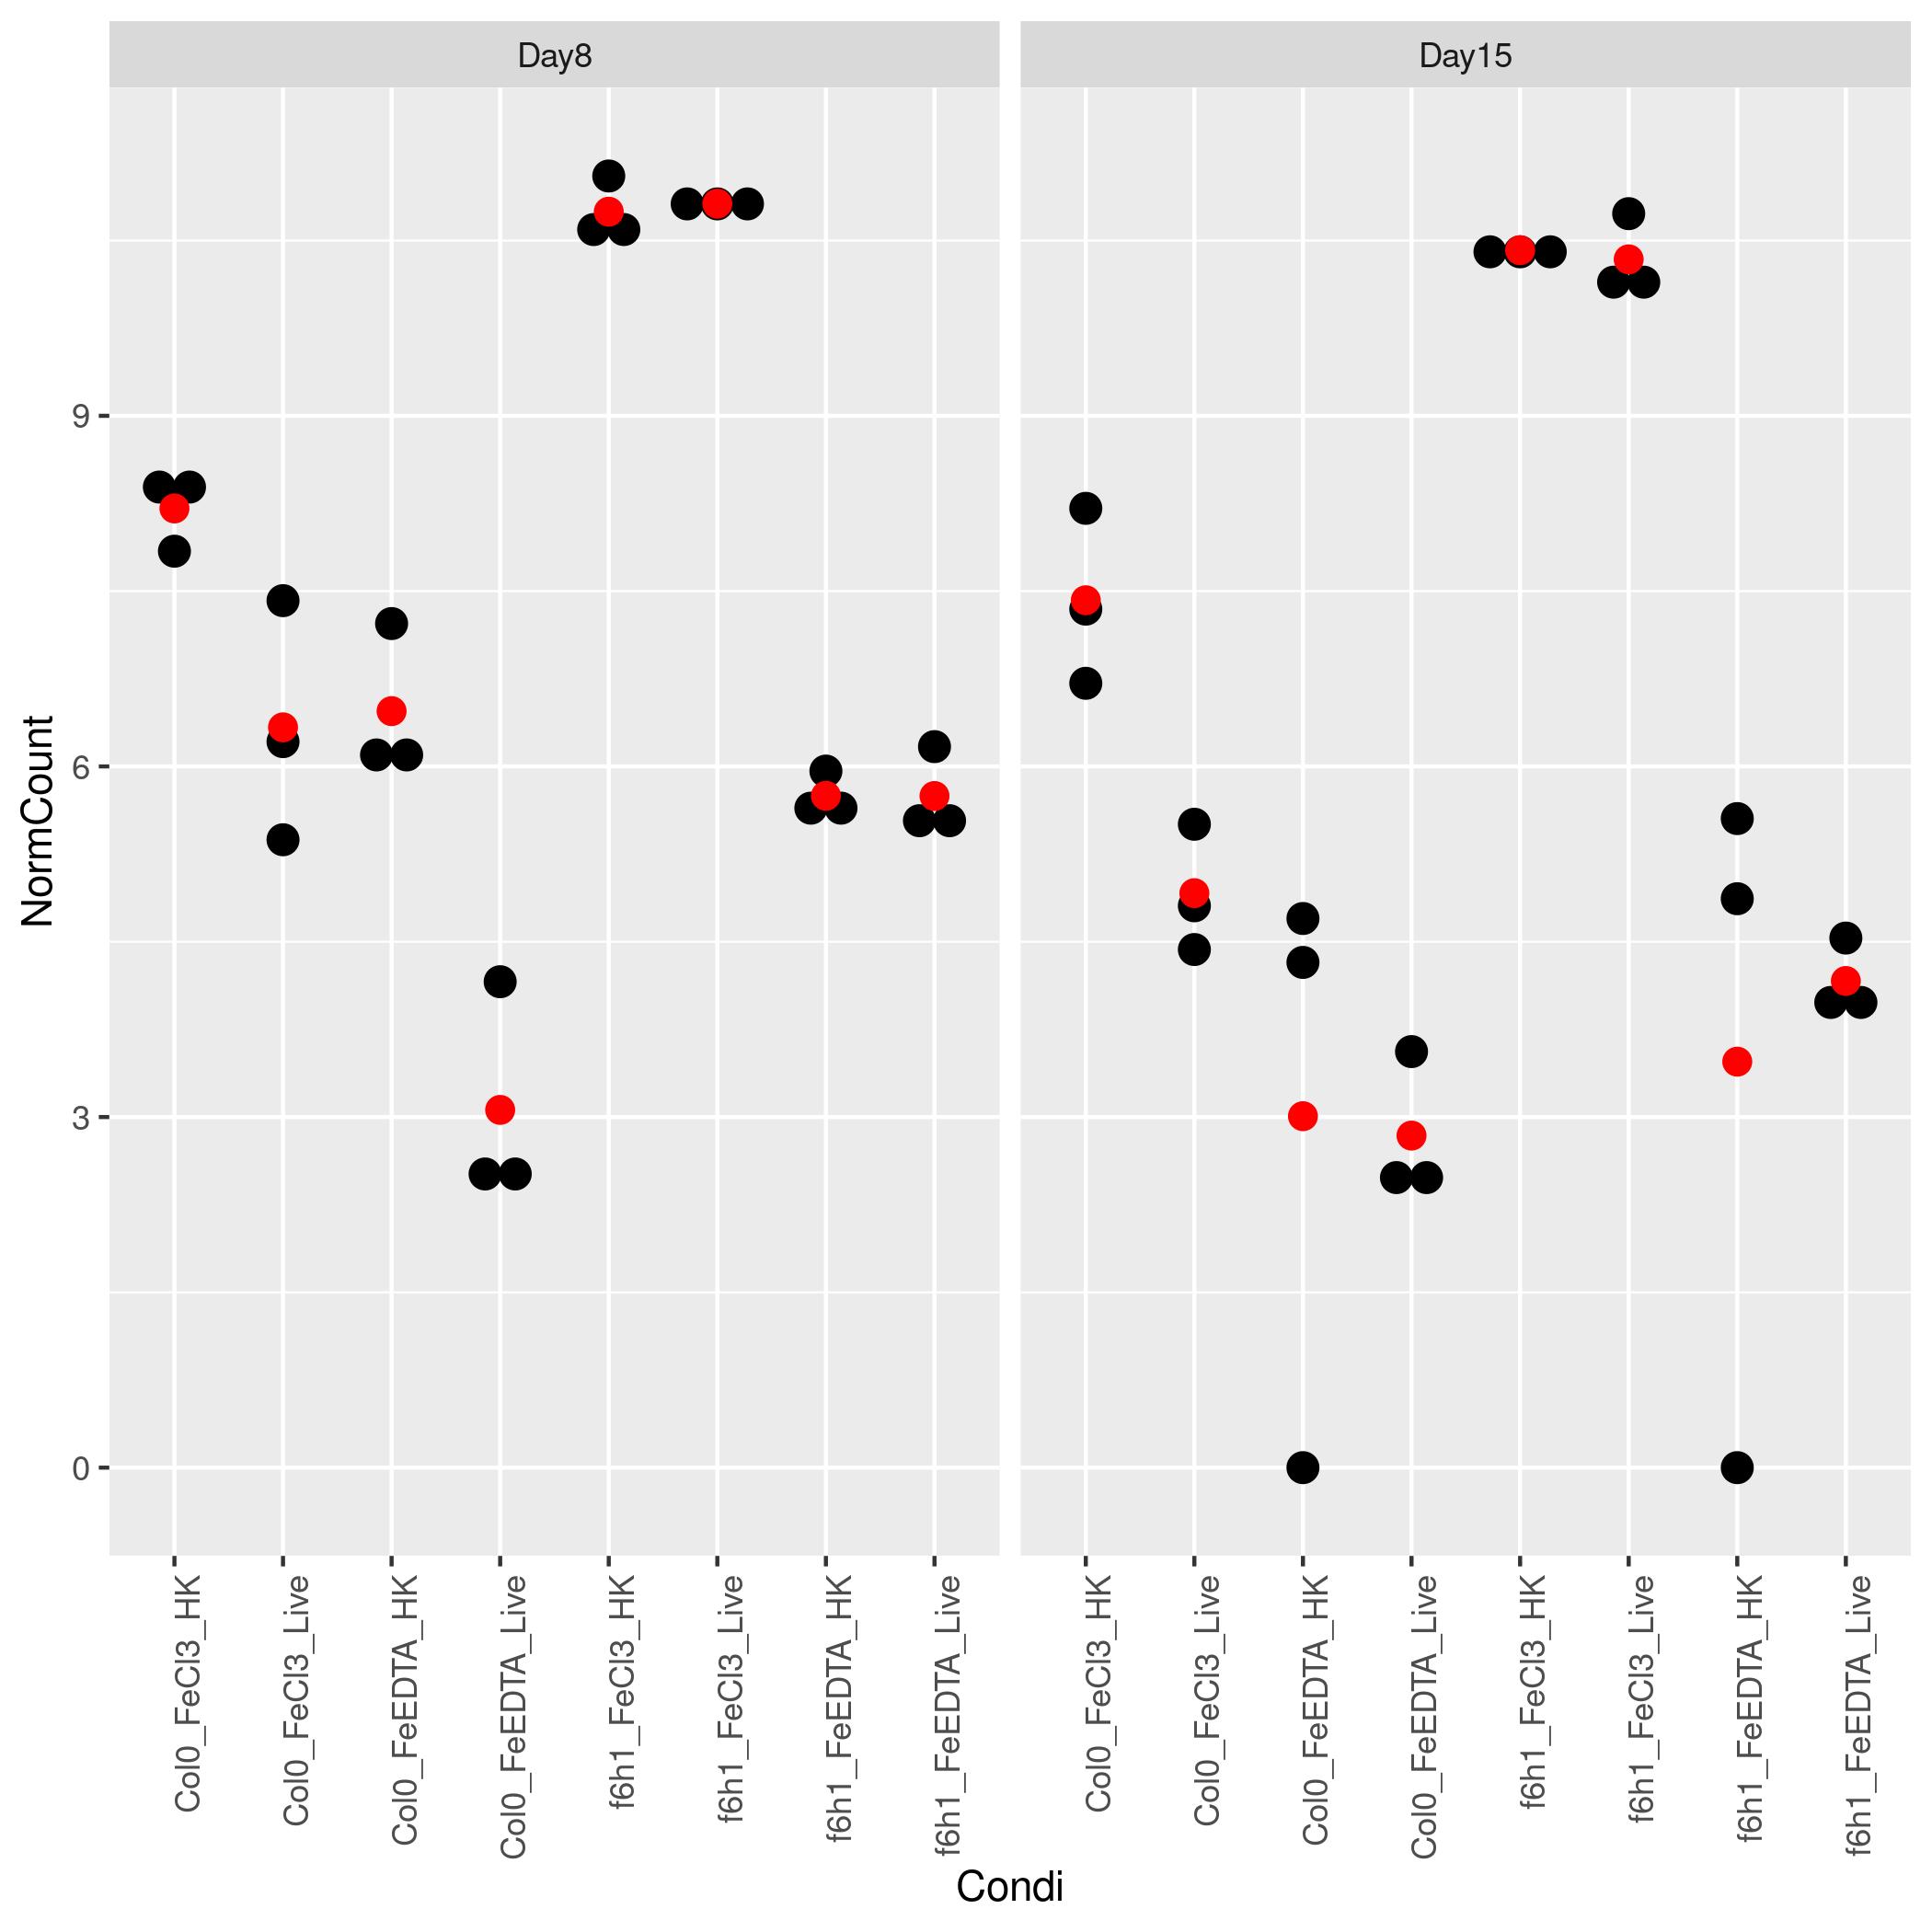 Day8
Day15
NormCount
9
6
3
0
Col0_FeCl3_HK
Col0_FeCl3_Live
Col0_FeEDTA_HK
Col0_FeEDTA_Live
f6h1_FeCl3_HK
f6h1_FeCl3_Live
f6h1_FeEDTA_HK
f6h1_FeEDTA_Live
Col0_FeCl3_HK
Col0_FeCl3_Live
Col0_FeEDTA_HK
Col0_FeEDTA_Live
f6h1_FeCl3_HK
f6h1_FeCl3_Live
f6h1_FeEDTA_HK
f6h1_FeEDTA_Live
Condi